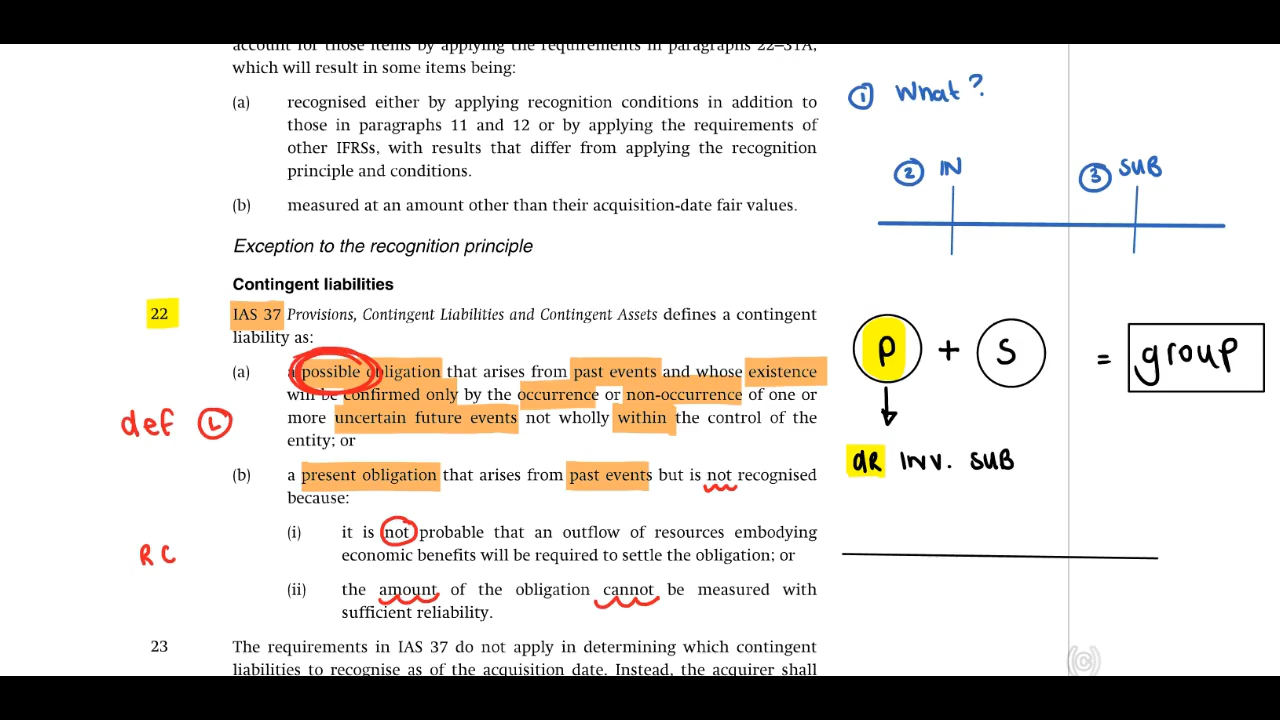 account for those items by applying the requirements in paragraphs 22–31A,
which will result in some items being:
(a) recognised either by applying recognition conditions in addition to
those in paragraphs 11 and 12 or by applying the requirements of
other IFRSs, with results that differ from applying the recognition
principle and conditions.
(b) measured at an amount other than their acquisition-date fair values.
Exception to the recognition principle
Contingent liabilities
22 IAS 37 Provisions, Contingent Liabilities and Contingent Assets defines a contingent
liability as:
(a) a possible obligation that arises from past events and whose existence
will be confirmed only by the occurrence or non-occurrence of one or
more uncertain future events not wholly within the control of the
entity; or
(b) a present obligation that arises from past events but is not recognised
because:
(i) it is not probable that an outflow of resources embodying
economic benefits will be required to settle the obligation; or
(ii) the amount of the obligation cannot be measured with
sufficient reliability.
23 The requirements in IAS 37 do not apply in determining which contingent
liabilities to recognise as of the acquisition date. Instead, the acquirer shall
def L
RC
1 What?
2 IN 3 SUB
P + S = group
dR INV. SUB
(C)